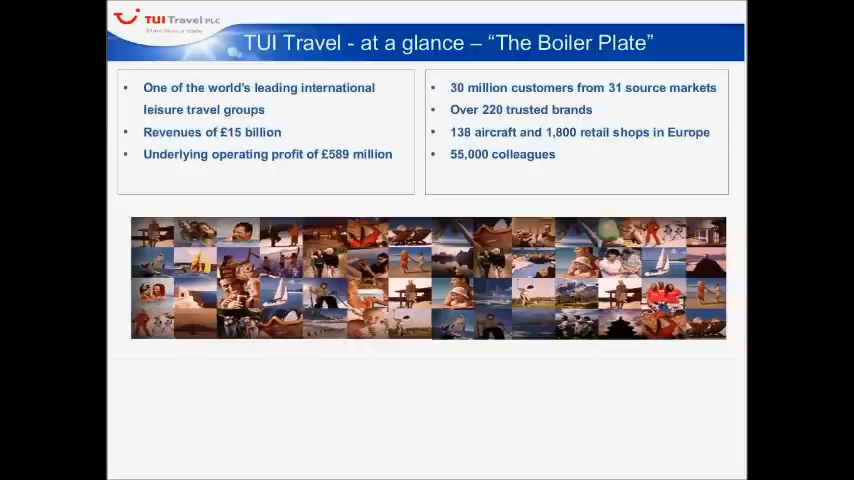 TUI Travel PLC
TUI Travel - at a glance – “The Boiler Plate”
• One of the world’s leading international
leisure travel groups
• Revenues of £15 billion
• Underlying operating profit of £589 million
• 30 million customers from 31 source markets
• Over 220 trusted brands
• 138 aircraft and 1,800 retail shops in Europe
• 55,000 colleagues